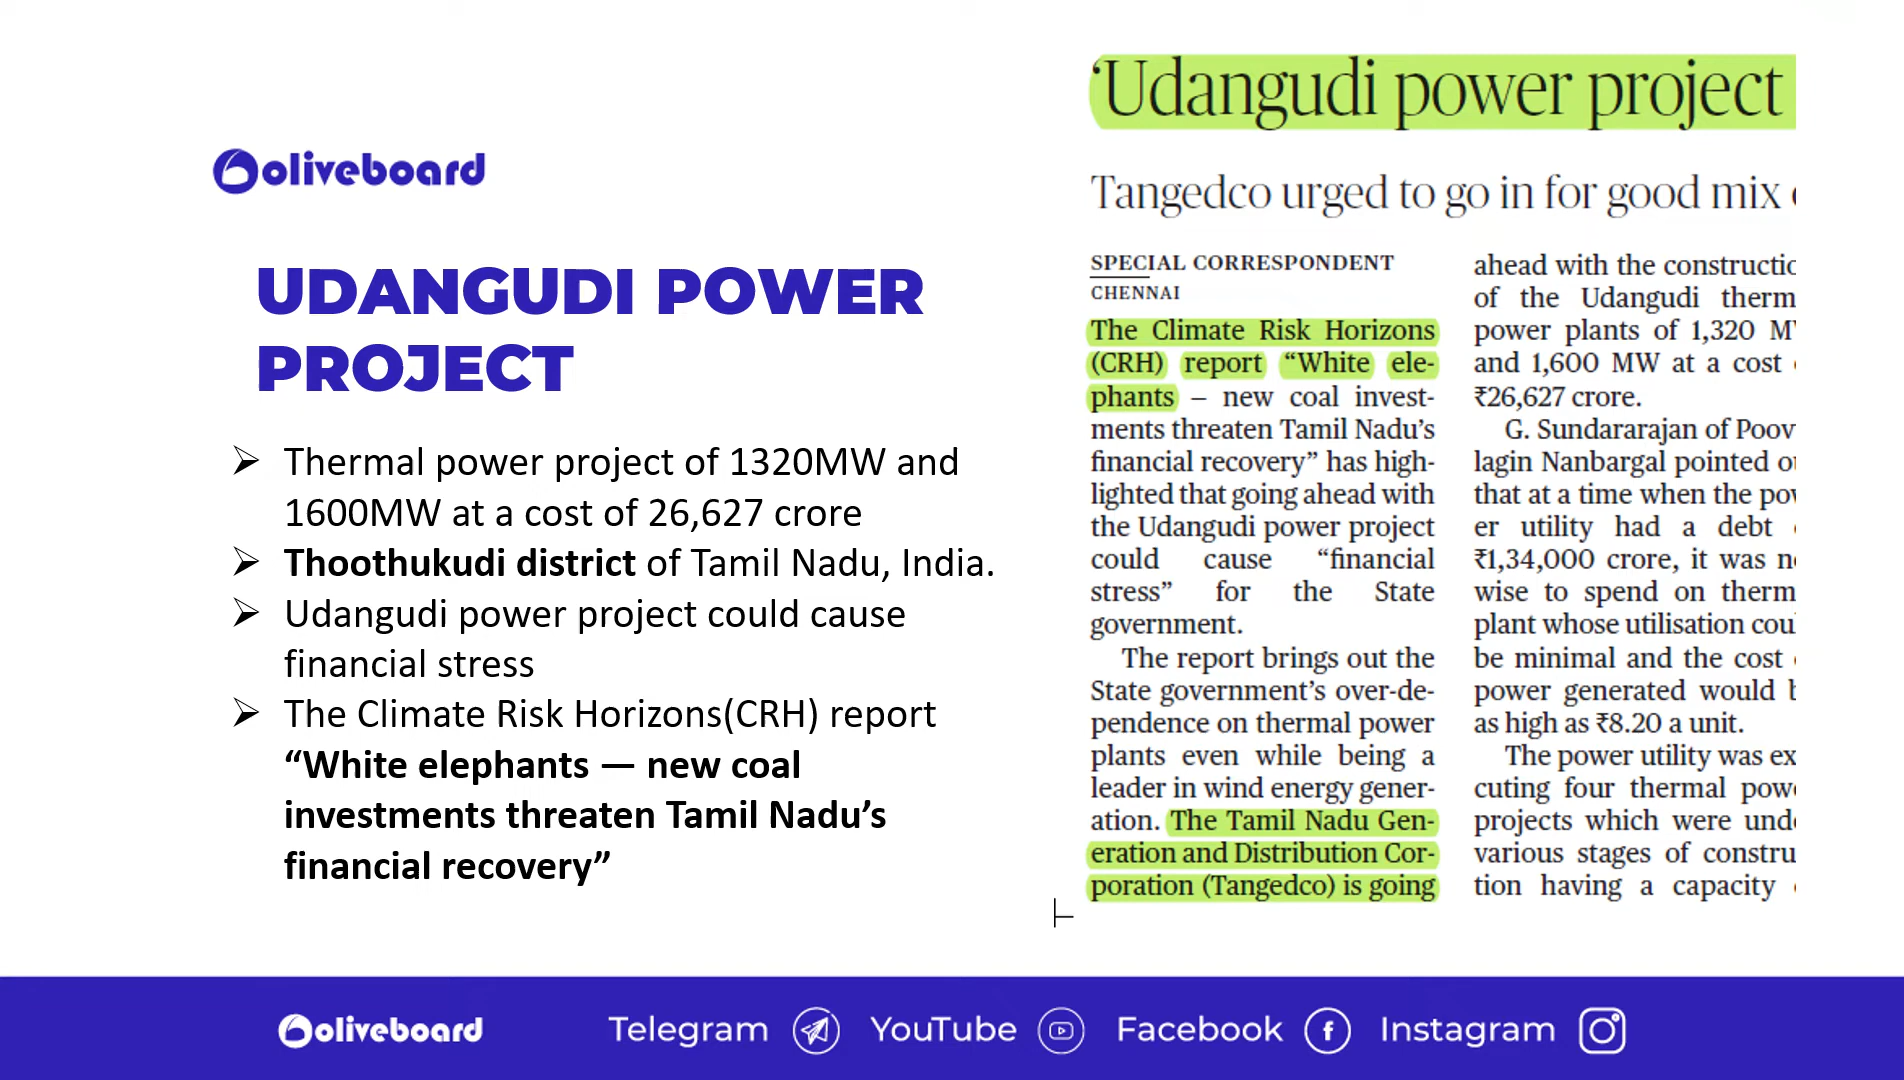 oliveboard
UDANGUDI POWER
PROJECT
➢ Thermal power project of 1320MW and
1600MW at a cost of 26,627 crore
➢ Thoothukudi district of Tamil Nadu, India.
➢ Udangudi power project could cause
financial stress
➢ The Climate Risk Horizons(CRH) report
“White elephants — new coal
investments threaten Tamil Nadu’s
financial recovery”
‘Udangudi power project
Tangedco urged to go in for good mix
SPECIAL CORRESPONDENT
CHENNAI
The Climate Risk Horizons
(CRH) report “White ele-
phants – new coal invest-
ments threaten Tamil Nadu’s
financial recovery” has high-
lighted that going ahead with
the Udangudi power project
could cause “financial
stress” for the State
government.
The report brings out the
State government’s over-de-
pendence on thermal power
plants even while being a
leader in wind energy gener-
ation. The Tamil Nadu Gen-
eration and Distribution Cor-
poration (Tangedco) is going
ahead with the
of the Udangudi
power plants of 1,320
and 1,600 MW at a cost
₹26,627 crore.
G. Sundararajan of
lagin Nanbargal pointed
that at a time when the
er utility had a debt
₹1,34,000 crore, it was
wise to spend on
plant whose utilisation
be minimal and the cost
power generated would
as high as ₹8.20 a unit.
The power utility was
cuting four thermal
projects which were
various stages of
tion having a capacity
oliveboard Telegram YouTube Facebook Instagram